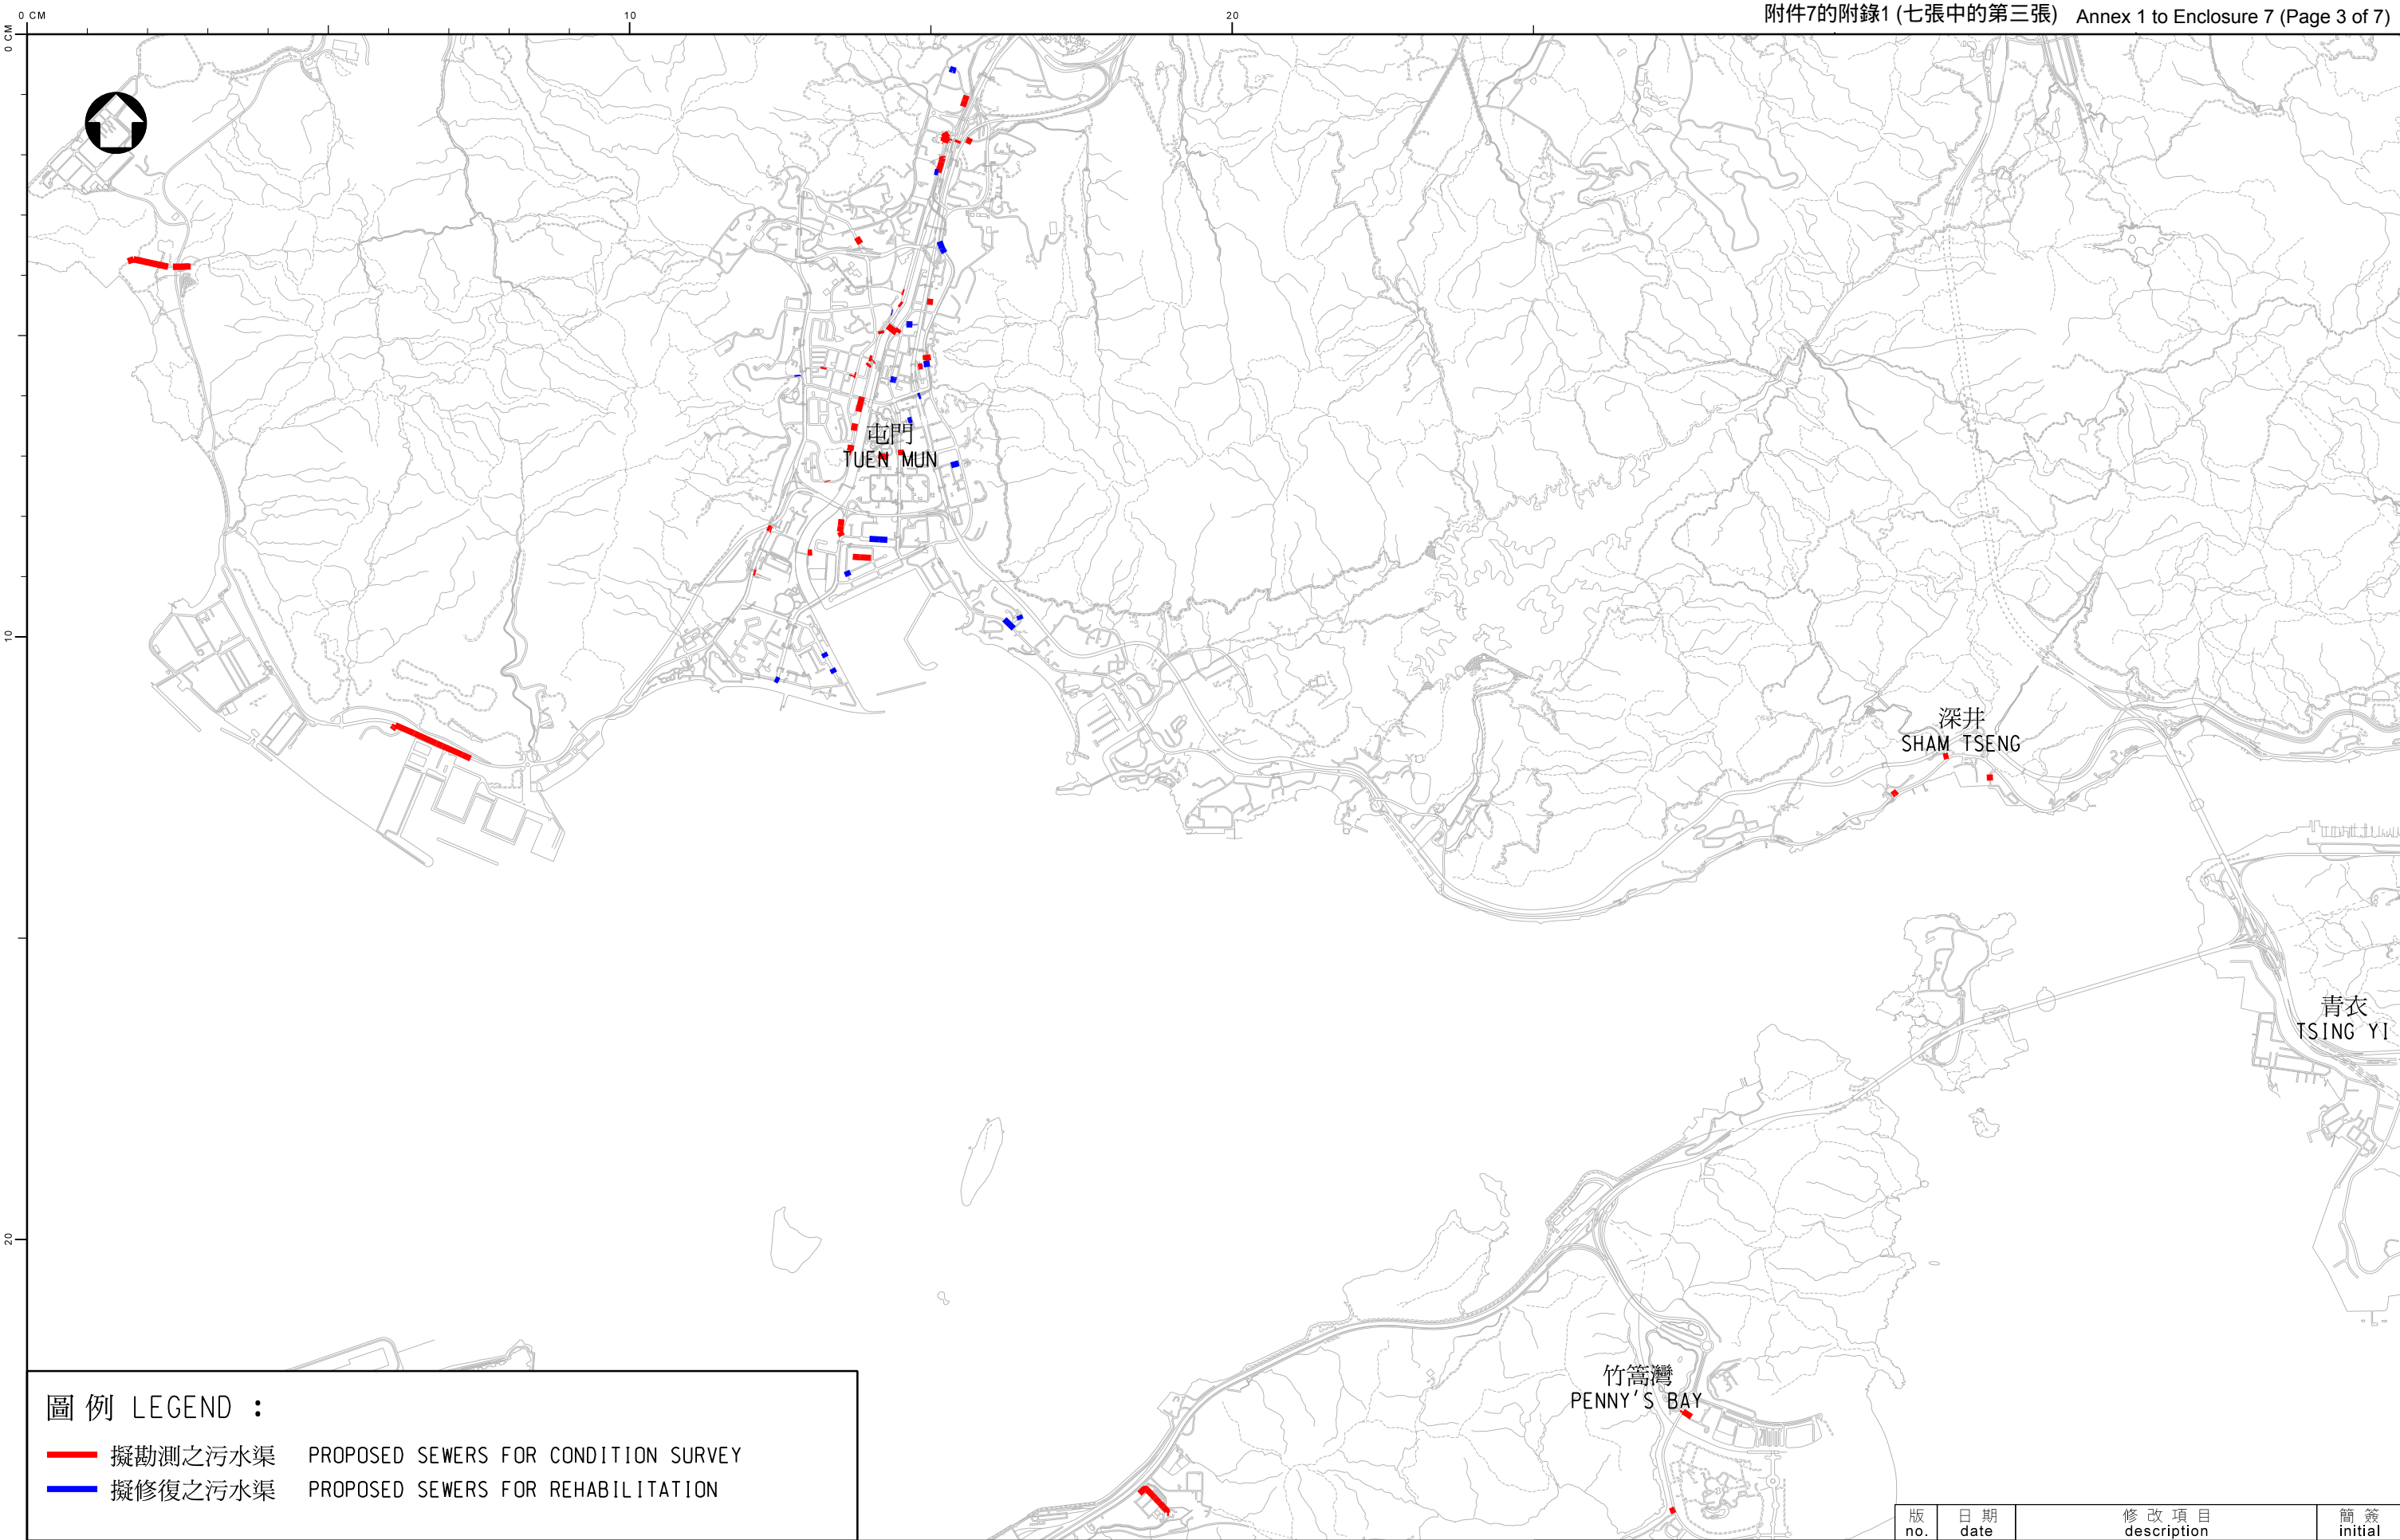 附件7的附錄1 (七張中的第三張) Annex 1 to Enclosure 7 (Page 3 of 7)
0 CM 10 20
0 CM
10
20
屯門
TUEN MUN
深井
SHAM TSENG
青衣
TSING YI
竹篙灣
PENNY'S BAY
圖例 LEGEND :
擬勘測之污水渠 PROPOSED SEWERS FOR CONDITION SURVEY
擬修復之污水渠 PROPOSED SEWERS FOR REHABILITATION
版 日期 修改項目 簡簽
no. date description initial